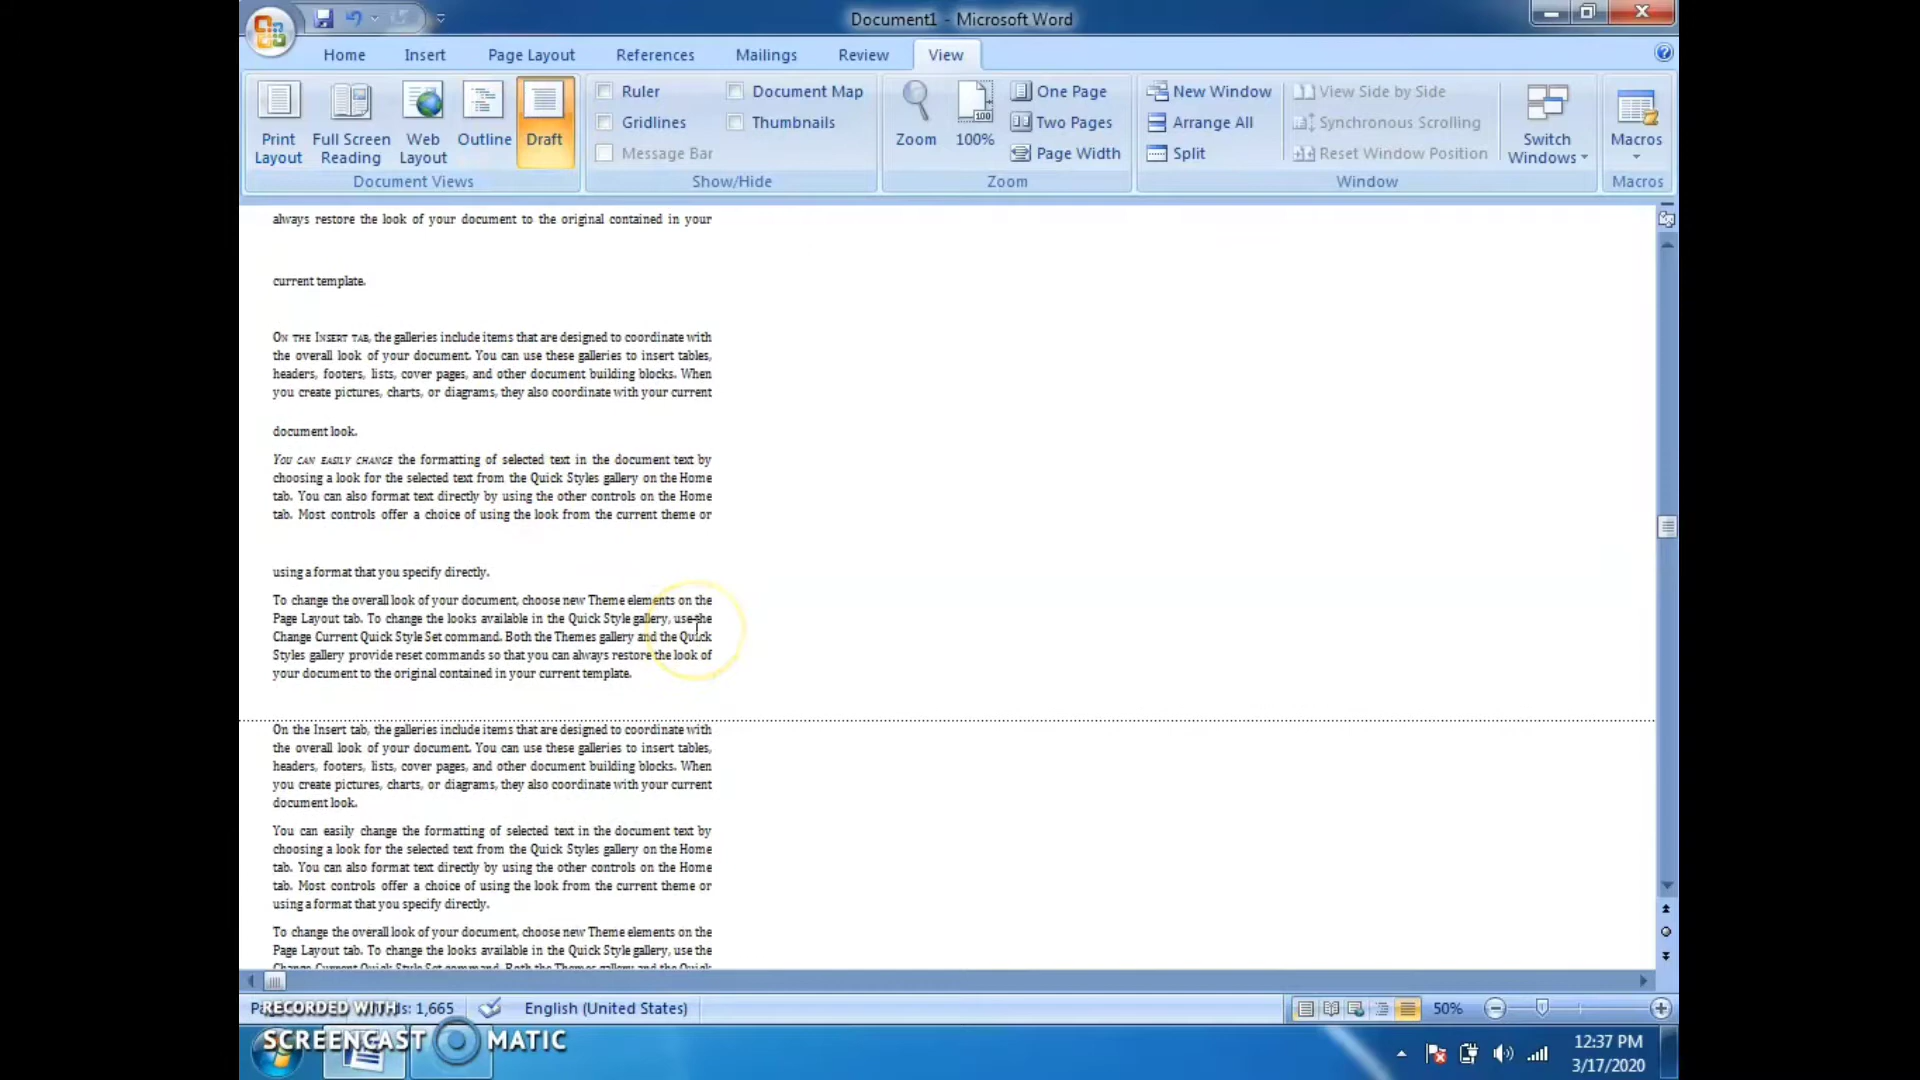 Document1 - Microsoft Word
Home Insert Page Layout References Mailings Review View
Print Layout
Full Screen Reading
Web Layout
Outline
Draft
Document Views
Ruler
Gridlines
Message Bar
Document Map
Thumbnails
Show/Hide
Zoom
100%
One Page
Two Pages
Page Width
Zoom
New Window
Arrange All
Split
View Side by Side
Synchronous Scrolling
Reset Window Position
Switch Windows
Window
Macros
Macros
always restore the look of your document to the original contained in your
current template.
On the Insert tab, the galleries include items that are designed to coordinate with
the overall look of your document. You can use these galleries to insert tables,
headers, footers, lists, cover pages, and other document building blocks. When
you create pictures, charts, or diagrams, they also coordinate with your current
document look.
You can easily change the formatting of selected text in the document text by
choosing a look for the selected text from the Quick Styles gallery on the Home
tab. You can also format text directly by using the other controls on the Home
tab. Most controls offer a choice of using the look from the current theme or
using a format that you specify directly.
To change the overall look of your document, choose new Theme elements on the
Page Layout tab. To change the looks available in the Quick Style gallery, use the
Change Current Quick Style Set command. Both the Themes gallery and the Quick
Styles gallery provide reset commands so that you can always restore the look of
your document to the original contained in your current template.
On the Insert tab, the galleries include items that are designed to coordinate with
the overall look of your document. You can use these galleries to insert tables,
headers, footers, lists, cover pages, and other document building blocks. When
you create pictures, charts, or diagrams, they also coordinate with your current
document look.
You can easily change the formatting of selected text in the document text by
choosing a look for the selected text from the Quick Styles gallery on the Home
tab. You can also format text directly by using the other controls on the Home
tab. Most controls offer a choice of using the look from the current theme or
using a format that you specify directly.
To change the overall look of your document, choose new Theme elements on the
Page Layout tab. To change the looks available in the Quick Style gallery, use the
Change Current Quick Style Set command. Both the Themes gallery and the Quick
1,665
English (United States)
50%
RECORDED WITH
SCREENCAST MATIC
12:37 PM
3/17/2020